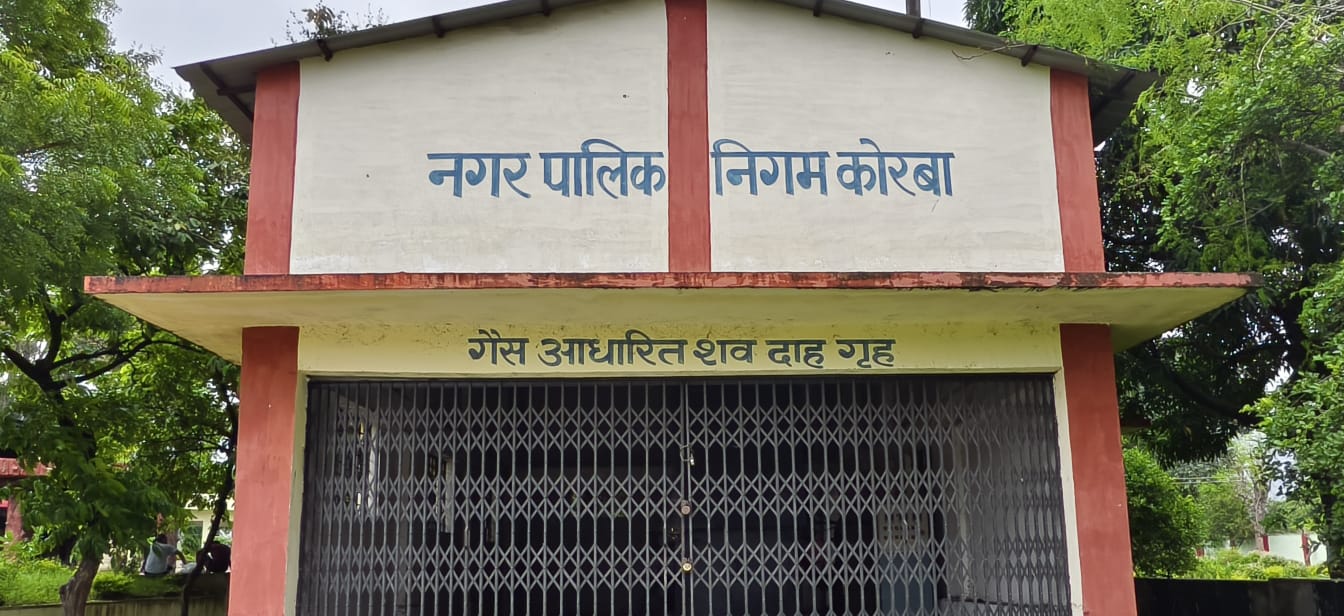 नगर पालिक निगम कोरबा
गैस आधारित शव दाह गृह